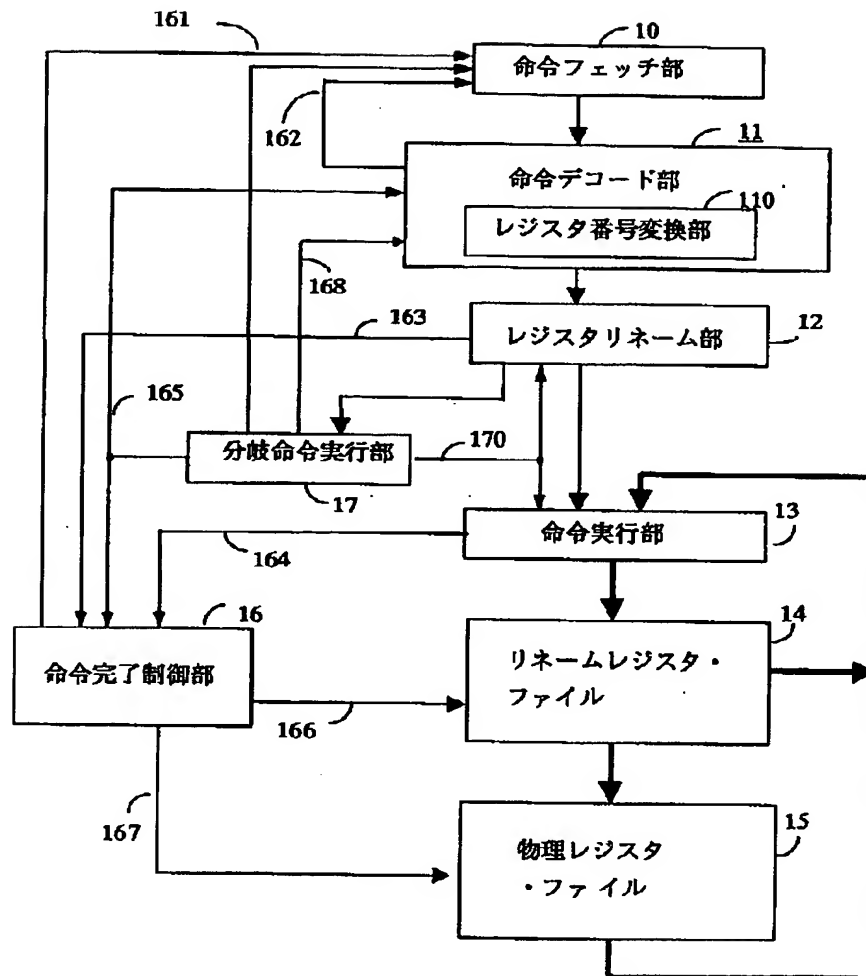 161
10
命令フェッチ部
162
11
命令デコード部
110
レジスタ番号変換部
168
163
12
レジスタリネーム部
165
分岐命令実行部
170
17
13
命令実行部
164
16
命令完了制御部
14
リネームレジスタ・
ファイル
166
167
15
物理レジスタ
・ファイル